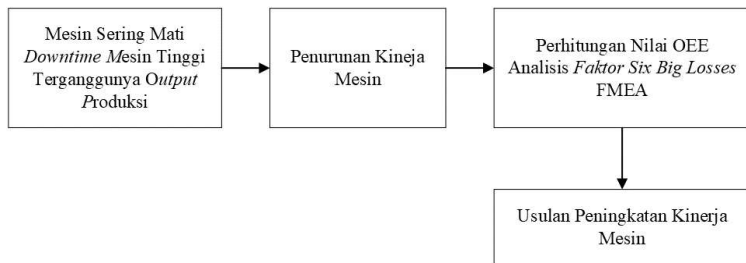 Mesin Sering Mati
Downtime Mesin Tinggi
Terganggunya Output
Produksi
Penurunan Kineja
Mesin
Perhitungan Nilai OEE
Analisis Faktor Six Big Losses
FMEA
Usulan Peningkatan Kinerja
Mesin